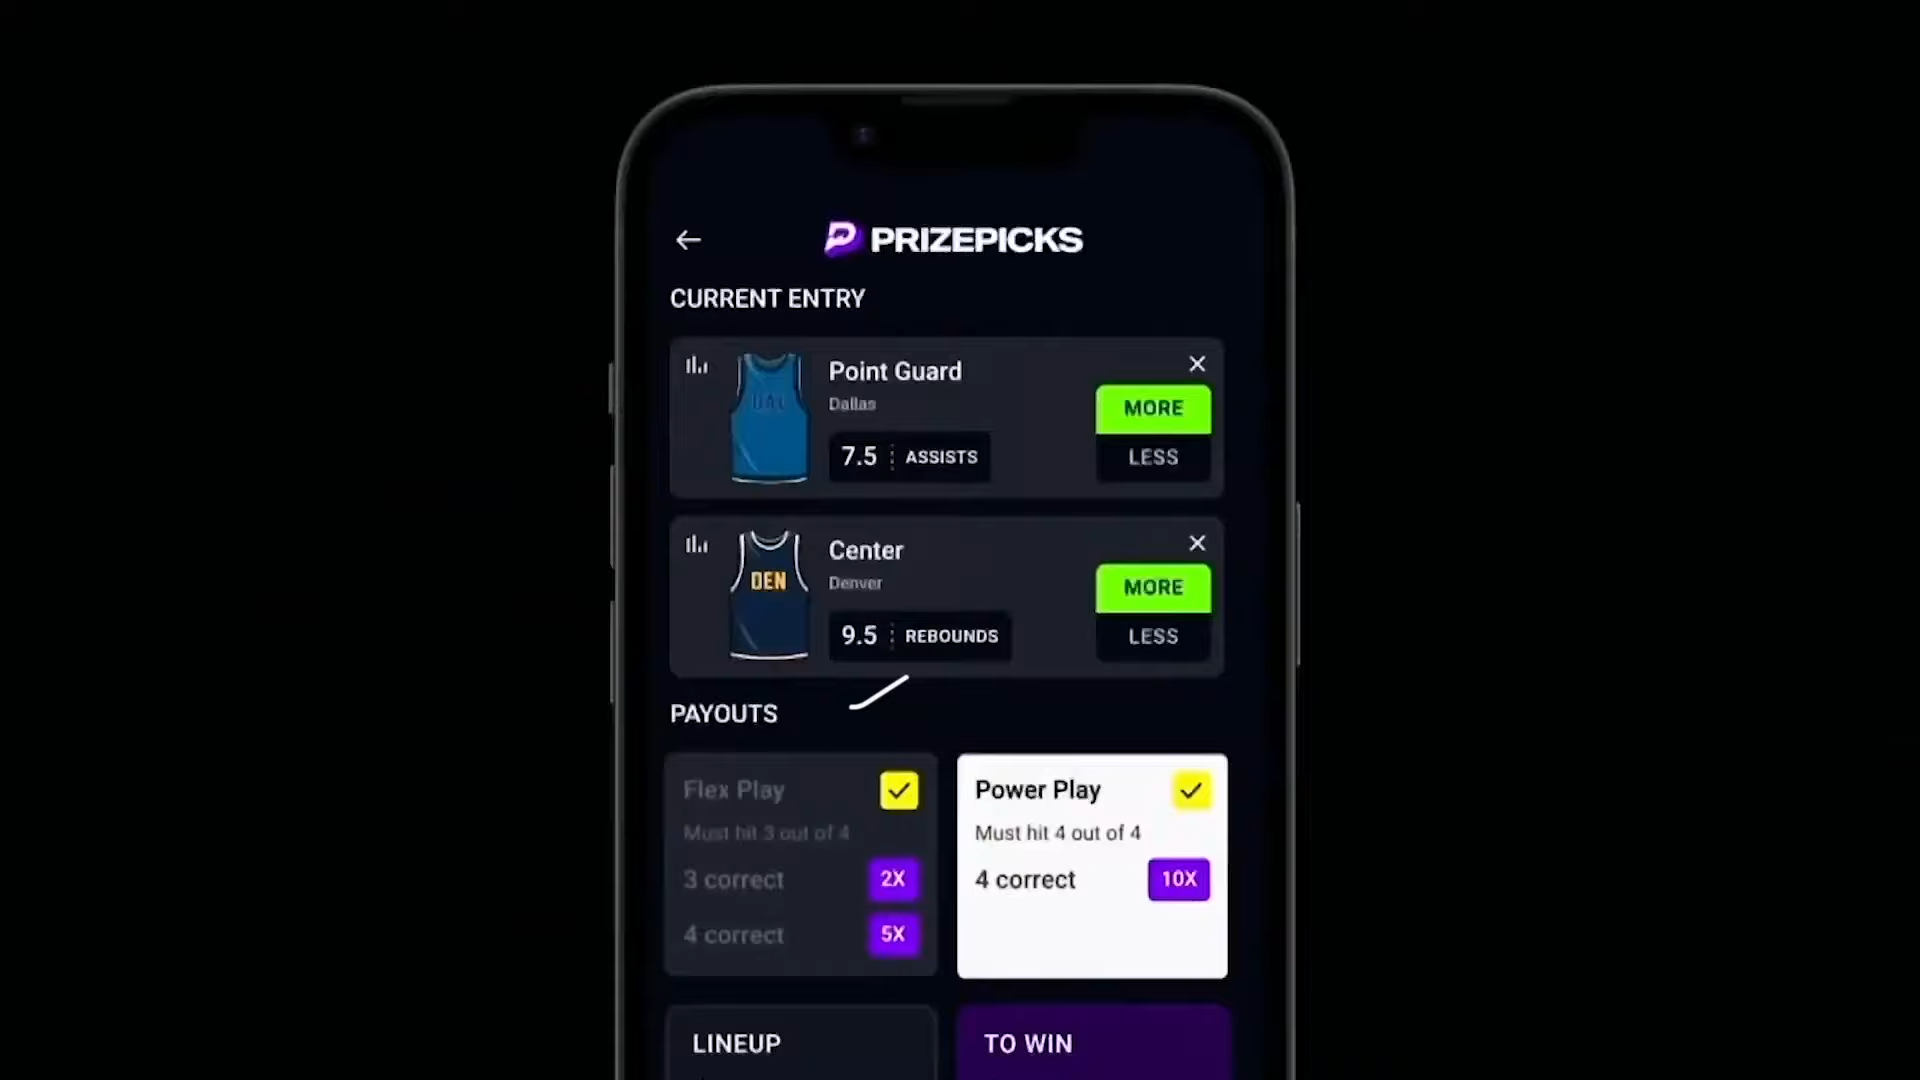 PRIZEPICKS
CURRENT ENTRY
DAL
Point Guard
Dallas
7.5 ASSISTS
MORE
LESS
DEN
Center
Denver
9.5 REBOUNDS
MORE
LESS
PAYOUTS
Flex Play
Must hit 3 out of 4
3 correct 2X
4 correct 5X
Power Play
Must hit 4 out of 4
4 correct 10X
LINEUP
TO WIN